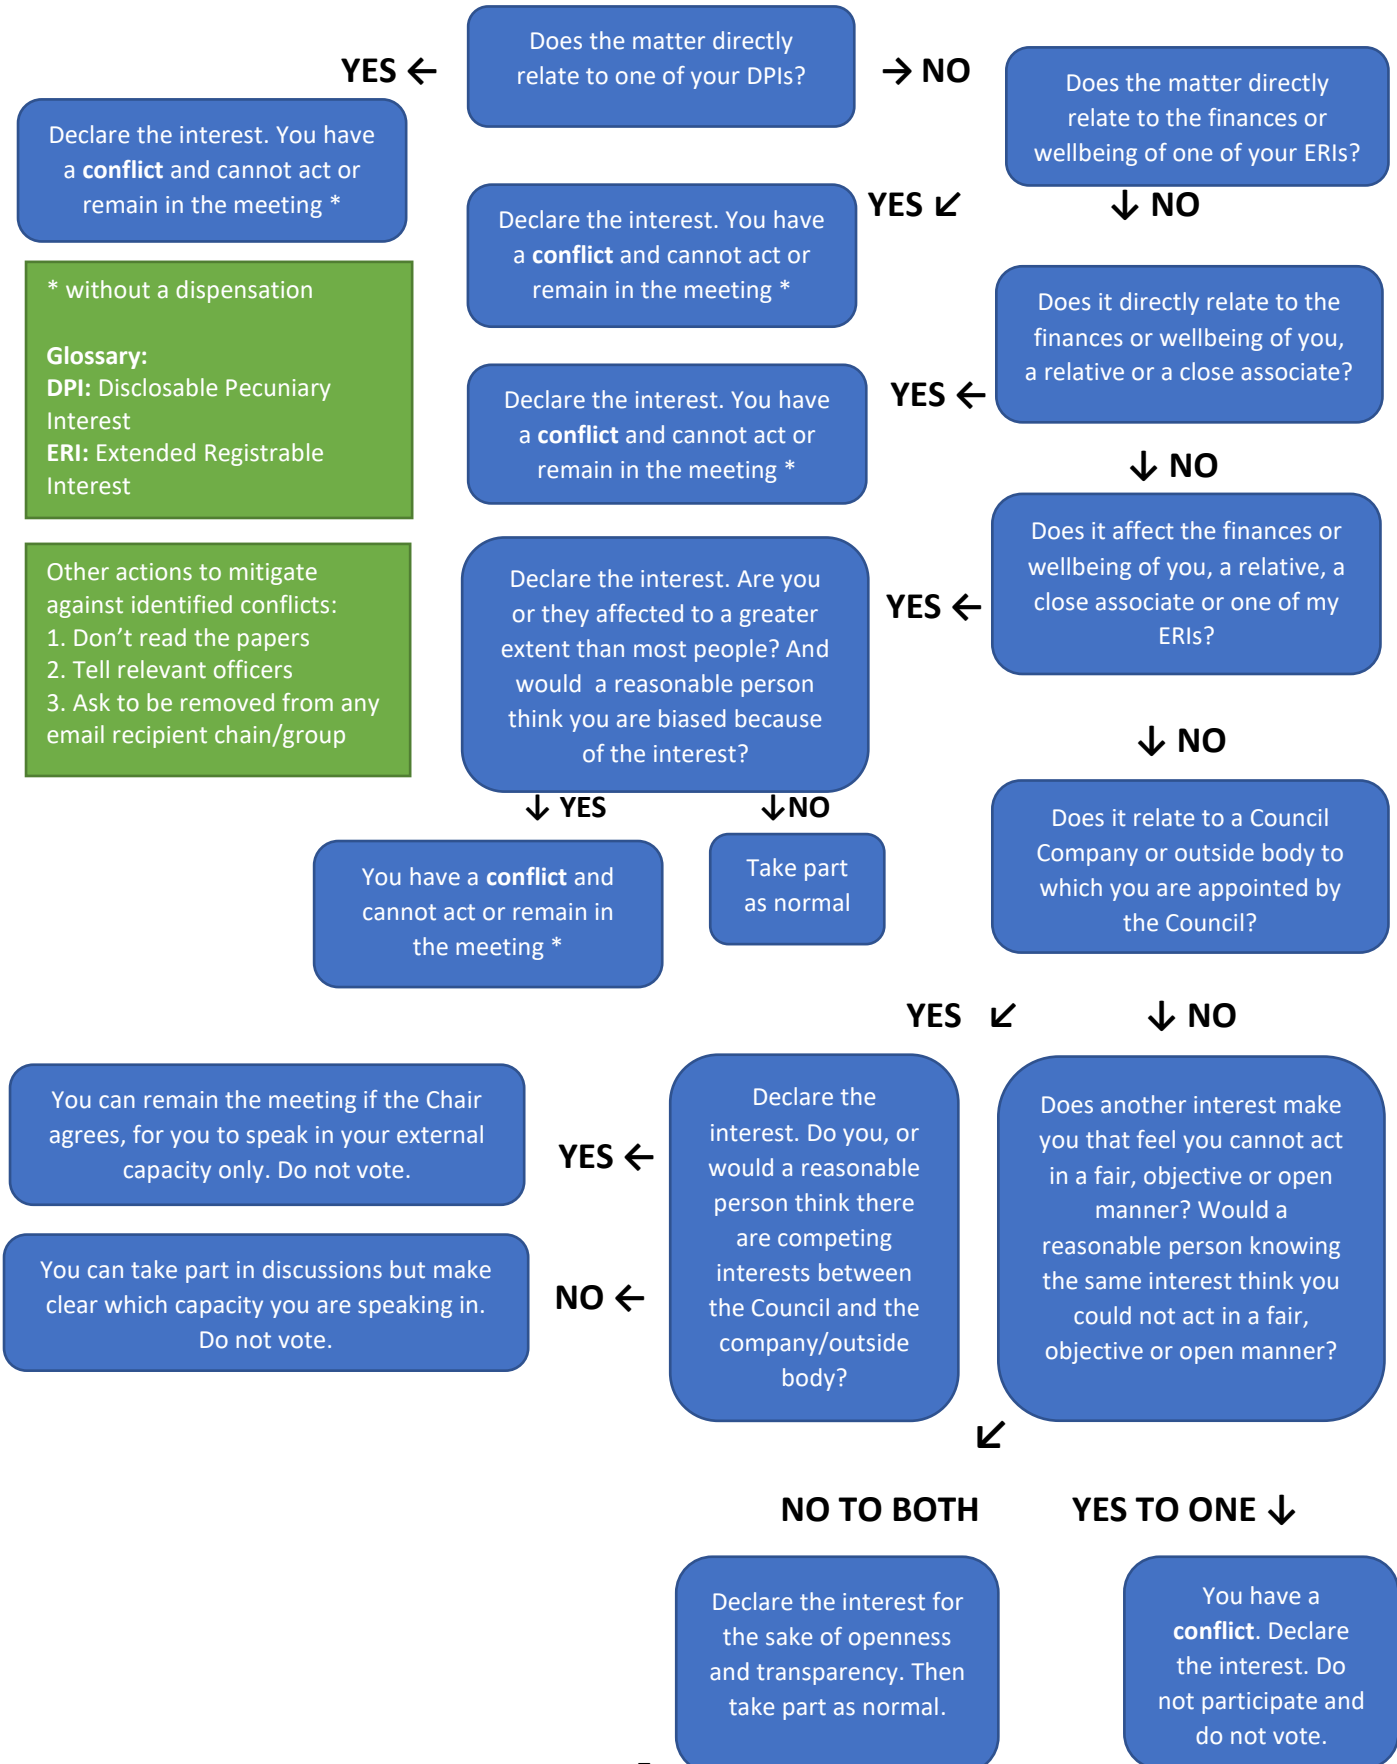 Does the matter directly
relate to one of your DPIs?
YES ←
→ NO
Declare the interest. You have
a conflict and cannot act or
remain in the meeting *
Does the matter directly
relate to the finances or
wellbeing of one of your ERIs?
YES ↙
↓ NO
Declare the interest. You have
a conflict and cannot act or
remain in the meeting *
* without a dispensation
Glossary:
DPI: Disclosable Pecuniary
Interest
ERI: Extended Registrable
Interest
Does it directly relate to the
finances or wellbeing of you,
a relative or a close associate?
YES ←
↓ NO
Declare the interest. You have
a conflict and cannot act or
remain in the meeting *
Does it affect the finances or
wellbeing of you, a relative, a
close associate or one of my
ERIs?
YES ←
↓ NO
Declare the interest. Are you
or they affected to a greater
extent than most people? And
would a reasonable person
think you are biased because
of the interest?
Other actions to mitigate
against identified conflicts:
1. Don't read the papers
2. Tell relevant officers
3. Ask to be removed from any
email recipient chain/group
↓ YES
↓NO
You have a conflict and
cannot act or remain in
the meeting *
Take part
as normal
Does it relate to a Council
Company or outside body to
which you are appointed by
the Council?
YES ↙
↓ NO
Declare the
interest. Do you, or
would a reasonable
person think there
are competing
interests between
the Council and the
company/outside
body?
YES ←
You can remain the meeting if the Chair
agrees, for you to speak in your external
capacity only. Do not vote.
NO ←
You can take part in discussions but make
clear which capacity you are speaking in.
Do not vote.
Does another interest make
you that feel you cannot act
in a fair, objective or open
manner? Would a
reasonable person knowing
the same interest think you
could not act in a fair,
objective or open manner?
↙
NO TO BOTH
YES TO ONE ↓
Declare the interest for
the sake of openness
and transparency. Then
take part as normal.
You have a
conflict. Declare
the interest. Do
not participate and
do not vote.